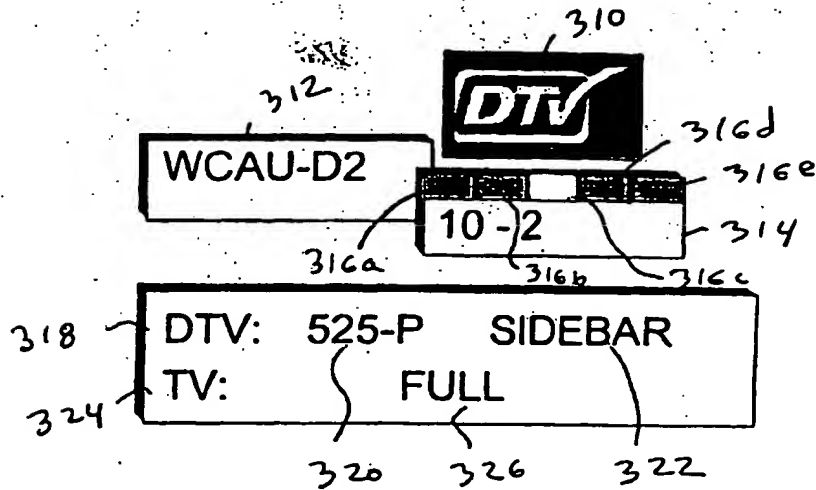 310
DTV
312
316d
WCAU-D2
316e
10-2
314
316a
316b
316c
318
DTV: 525-P SIDEBAR
324
TV: FULL
320
326
322